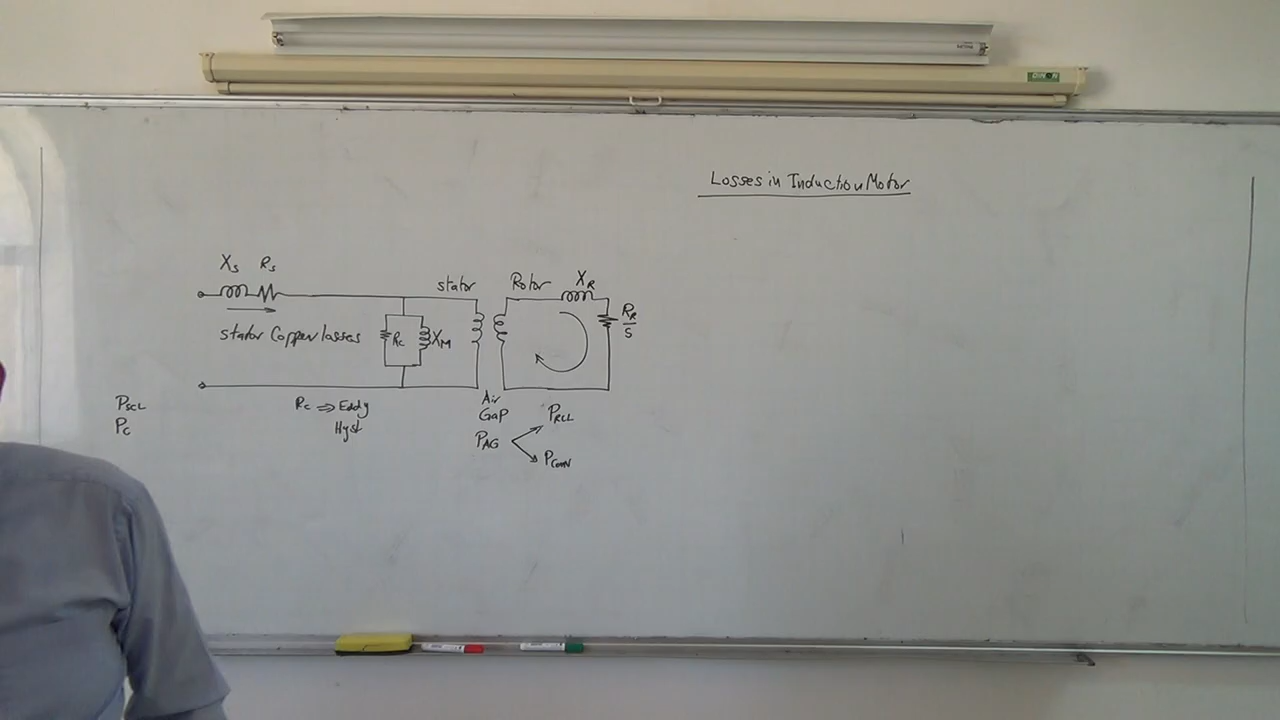 DINON
Losses in Induction Motor
Xs Rs
stator
Rotor
XR
RR/S
stator Copper losses
Rc
XM
PSCL
PC
Rc ⇒ Eddy
Hyst
Air
Gap
PAG
PRCL
PConv